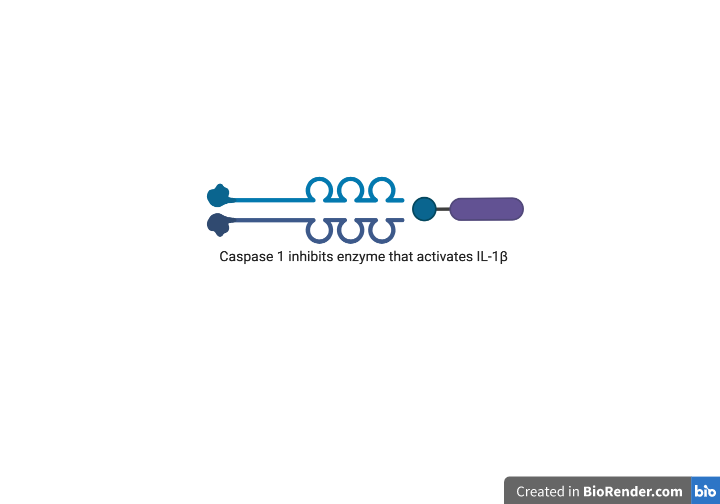 Caspase 1 inhibits enzyme that activates IL-1β
Created in BioRender.com bio